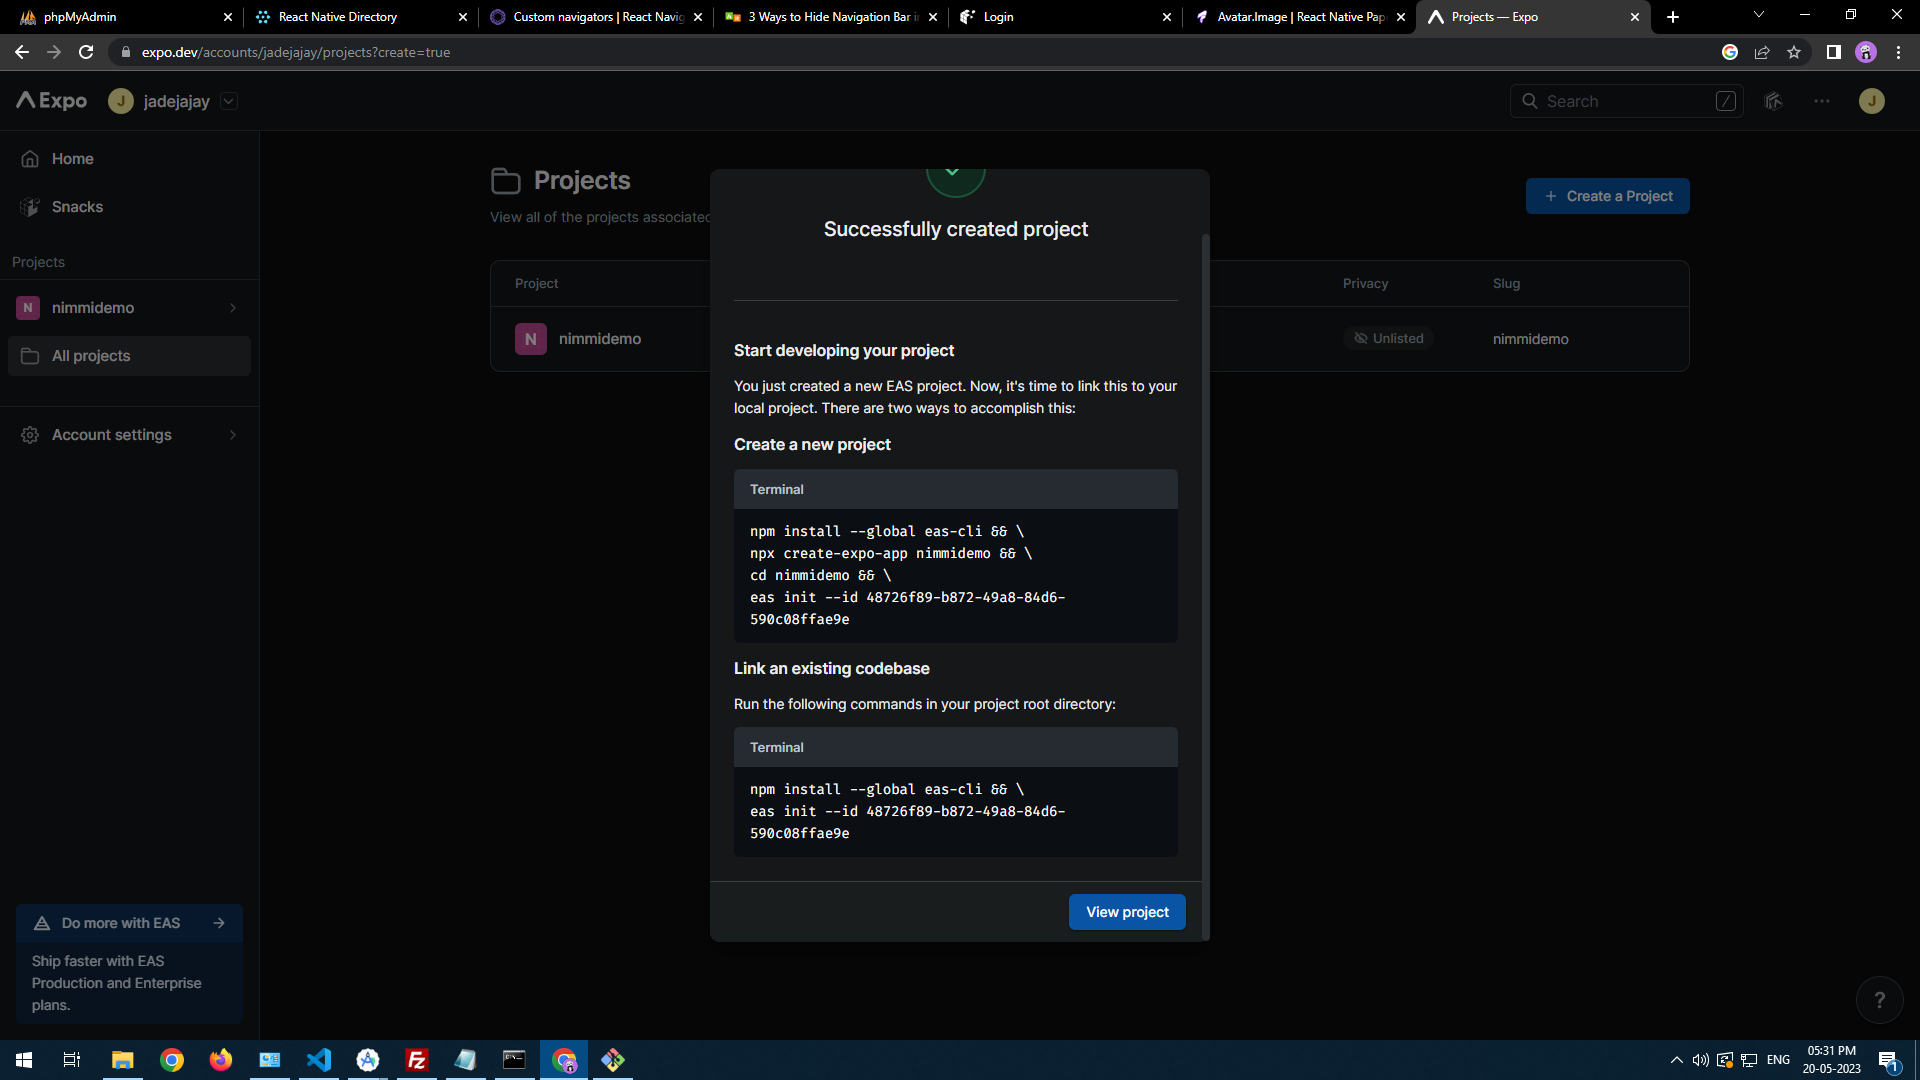 phpMyAdmin
React Native Directory
Custom navigators | React Navig
3 Ways to Hide Navigation Bar i
Login
Avatar.Image | React Native Pap
Projects — Expo
expo.dev/accounts/jadejajay/projects?create=true
Expo
J
jadejajay
Search
/
J
Home
Snacks
Projects
N
nimmidemo
All projects
Account settings
Projects
View all of the projects associated
Create a Project
Project
Privacy
Slug
N
nimmidemo
Unlisted
nimmidemo
Successfully created project
Start developing your project
You just created a new EAS project. Now, it's time to link this to your
local project. There are two ways to accomplish this:
Create a new project
Terminal
npm install --global eas-cli && \
npx create-expo-app nimmidemo && \
cd nimmidemo && \
eas init --id 48726f89-b872-49a8-84d6-
590c08ffae9e
Link an existing codebase
Run the following commands in your project root directory:
Terminal
npm install --global eas-cli && \
eas init --id 48726f89-b872-49a8-84d6-
590c08ffae9e
View project
Do more with EAS
Ship faster with EAS
Production and Enterprise
plans.
?
ENG
05:31 PM
20-05-2023
1